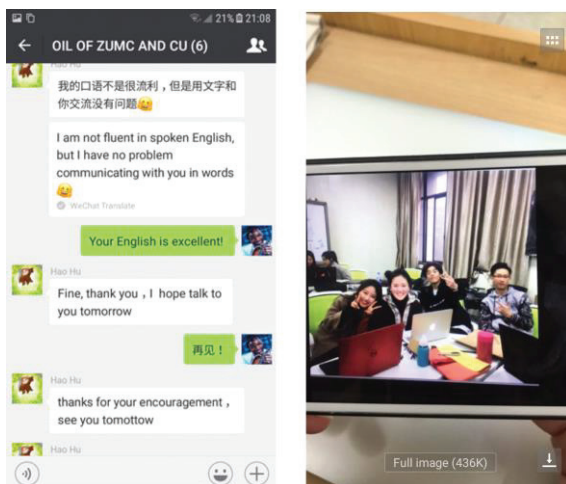 21% 21:08
OIL OF ZUMC AND CU (6)
Hao Hu
我的口语不是很流利，但是用文字和
你交流没有问题
I am not fluent in spoken English,
but I have no problem
communicating with you in words
WeChat Translate
Your English is excellent!
Hao Hu
Fine, thank you，I hope talk to
you tomorrow
再见！
Hao Hu
thanks for your encouragement，
see you tomottow
Hao Hu
Full image (436K)